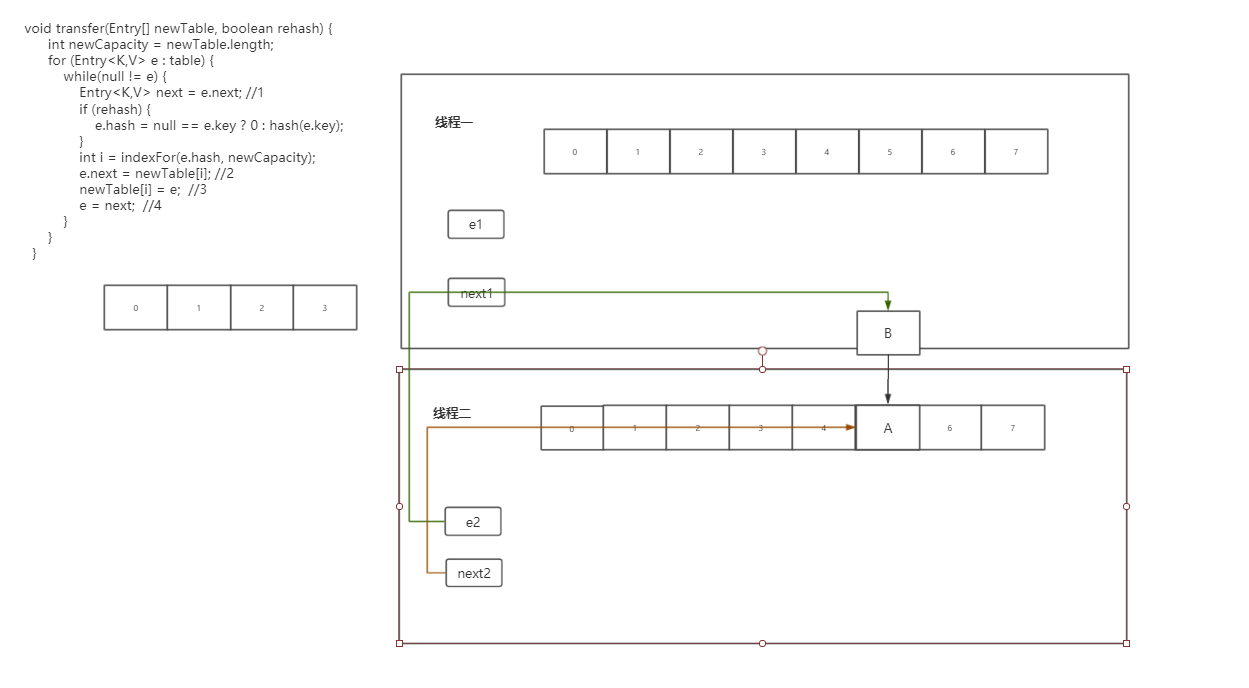 void transfer(Entry[] newTable, boolean rehash) {
int newCapacity = newTable.length;
for (Entry<K,V> e : table) {
while(null != e) {
Entry<K,V> next = e.next; //1
if (rehash) {
e.hash = null == e.key ? 0 : hash(e.key);
}
int i = indexFor(e.hash, newCapacity);
e.next = newTable[i]; //2
newTable[i] = e;  //3
e = next;  //4
}
}
}
0 1 2 3
线程一
0 1 2 3 4 5 6 7
e1
next1
B
线程二
0 1 2 3 4 A 6 7
e2
next2